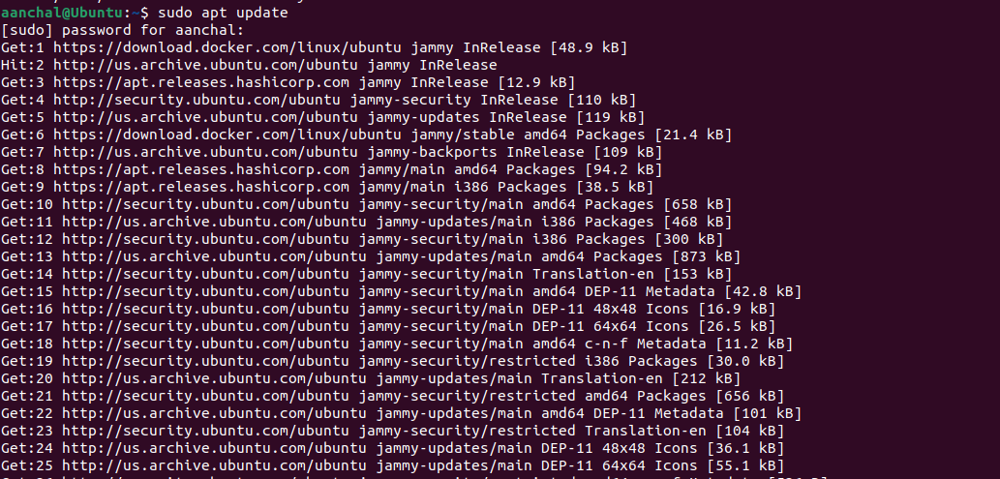 aanchal@Ubuntu:~$ sudo apt update
[sudo] password for aanchal:
Get:1 https://download.docker.com/linux/ubuntu jammy InRelease [48.9 kB]
Hit:2 http://us.archive.ubuntu.com/ubuntu jammy InRelease
Get:3 https://apt.releases.hashicorp.com jammy InRelease [12.9 kB]
Get:4 http://security.ubuntu.com/ubuntu jammy-security InRelease [110 kB]
Get:5 http://us.archive.ubuntu.com/ubuntu jammy-updates InRelease [119 kB]
Get:6 https://download.docker.com/linux/ubuntu jammy/stable amd64 Packages [21.4 kB]
Get:7 http://us.archive.ubuntu.com/ubuntu jammy-backports InRelease [109 kB]
Get:8 https://apt.releases.hashicorp.com jammy/main amd64 Packages [94.2 kB]
Get:9 https://apt.releases.hashicorp.com jammy/main i386 Packages [38.5 kB]
Get:10 http://security.ubuntu.com/ubuntu jammy-security/main amd64 Packages [658 kB]
Get:11 http://us.archive.ubuntu.com/ubuntu jammy-updates/main i386 Packages [468 kB]
Get:12 http://security.ubuntu.com/ubuntu jammy-security/main i386 Packages [300 kB]
Get:13 http://us.archive.ubuntu.com/ubuntu jammy-updates/main amd64 Packages [873 kB]
Get:14 http://security.ubuntu.com/ubuntu jammy-security/main Translation-en [153 kB]
Get:15 http://security.ubuntu.com/ubuntu jammy-security/main amd64 DEP-11 Metadata [42.8 kB]
Get:16 http://security.ubuntu.com/ubuntu jammy-security/main DEP-11 48x48 Icons [16.9 kB]
Get:17 http://security.ubuntu.com/ubuntu jammy-security/main DEP-11 64x64 Icons [26.5 kB]
Get:18 http://security.ubuntu.com/ubuntu jammy-security/main amd64 c-n-f Metadata [11.2 kB]
Get:19 http://security.ubuntu.com/ubuntu jammy-security/restricted i386 Packages [30.0 kB]
Get:20 http://us.archive.ubuntu.com/ubuntu jammy-updates/main Translation-en [212 kB]
Get:21 http://security.ubuntu.com/ubuntu jammy-security/restricted amd64 Packages [656 kB]
Get:22 http://us.archive.ubuntu.com/ubuntu jammy-updates/main amd64 DEP-11 Metadata [101 kB]
Get:23 http://security.ubuntu.com/ubuntu jammy-security/restricted Translation-en [104 kB]
Get:24 http://us.archive.ubuntu.com/ubuntu jammy-updates/main DEP-11 48x48 Icons [36.1 kB]
Get:25 http://us.archive.ubuntu.com/ubuntu jammy-updates/main DEP-11 64x64 Icons [55.1 kB]